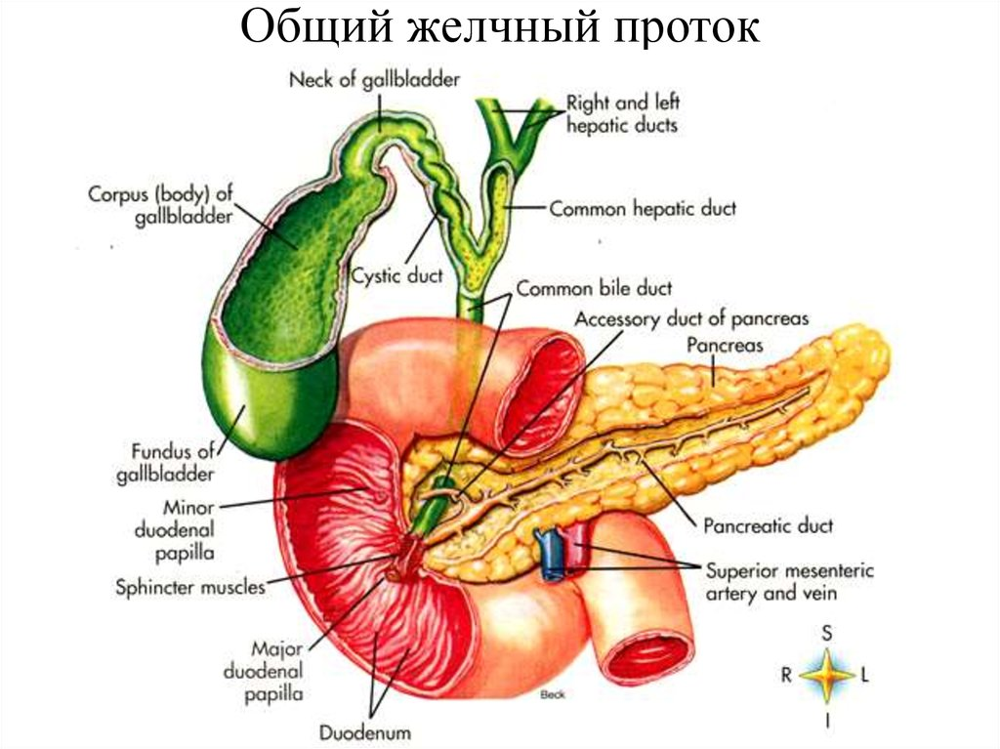 Общий желчный проток
Neck of gallbladder
Right and left
hepatic ducts
Corpus (body) of
gallbladder
Common hepatic duct
Cystic duct
Common bile duct
Accessory duct of pancreas
Pancreas
Fundus of
gallbladder
Minor
duodenal
papilla
Pancreatic duct
Sphincter muscles
Superior mesenteric
artery and vein
Major
duodenal
papilla
S
R L
I
Beck
Duodenum